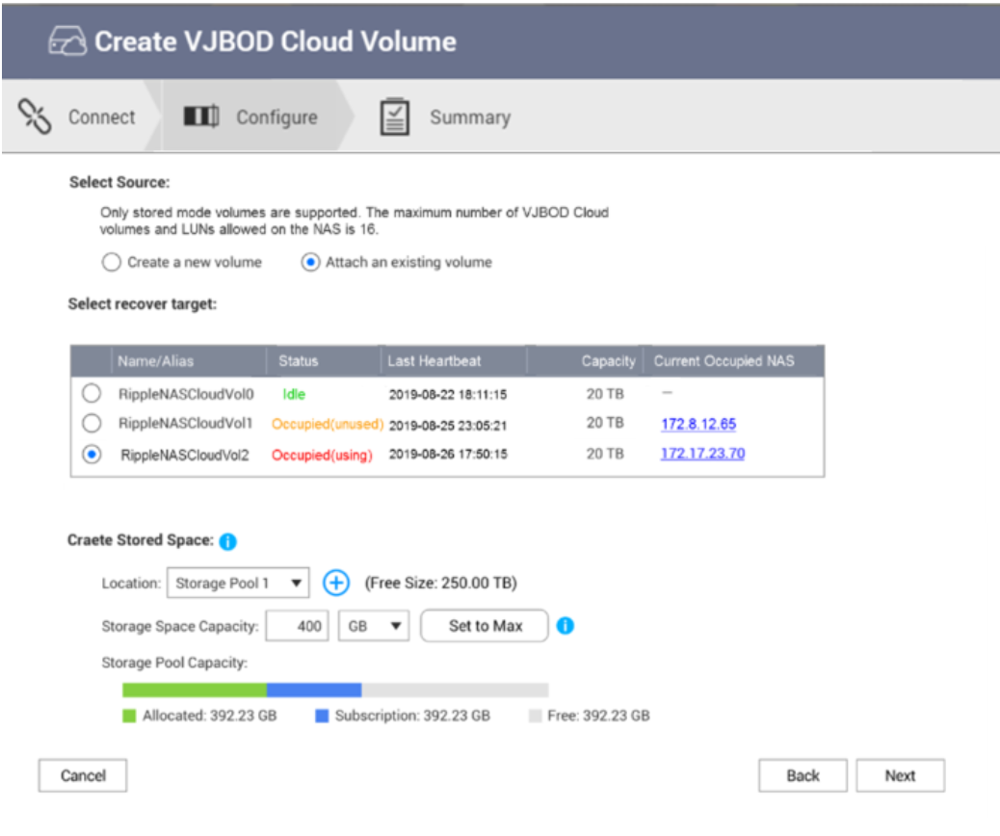 Create VJBOD Cloud Volume
Connect Configure Summary
Select Source:
Only stored mode volumes are supported. The maximum number of VJBOD Cloud
volumes and LUNs allowed on the NAS is 16.
Create a new volume Attach an existing volume
Select recover target:
Name/Alias Status Last Heartbeat Capacity Current Occupied NAS
RippleNASCloudVol0 Idle 2019-08-22 18:11:15 20 TB —
RippleNASCloudVol1 Occupied(unused) 2019-08-25 23:05:21 20 TB 172.8.12.65
RippleNASCloudVol2 Occupied(using) 2019-08-26 17:50:15 20 TB 172.17.23.70
Craete Stored Space:
Location: Storage Pool 1 (Free Size: 250.00 TB)
Storage Space Capacity: 400 GB Set to Max
Storage Pool Capacity:
Allocated: 392.23 GB Subscription: 392.23 GB Free: 392.23 GB
Cancel Back Next